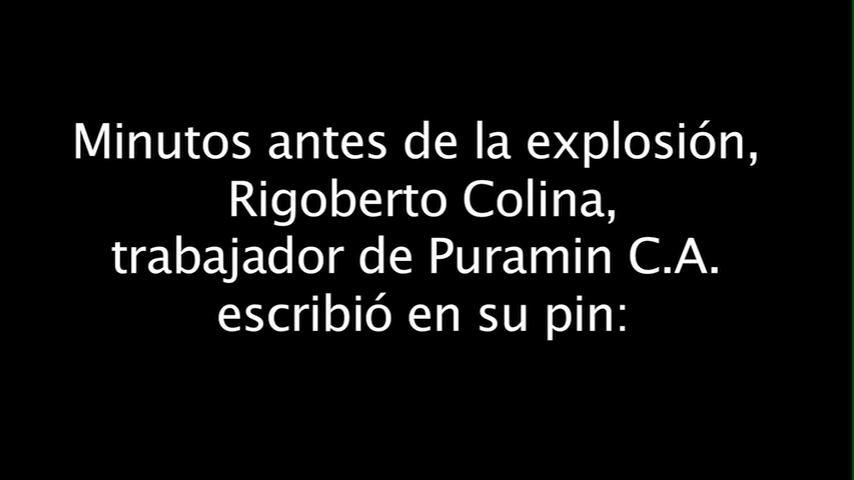 Minutos antes de la explosión,
Rigoberto Colina,
trabajador de Puramin C.A.
escribió en su pin: